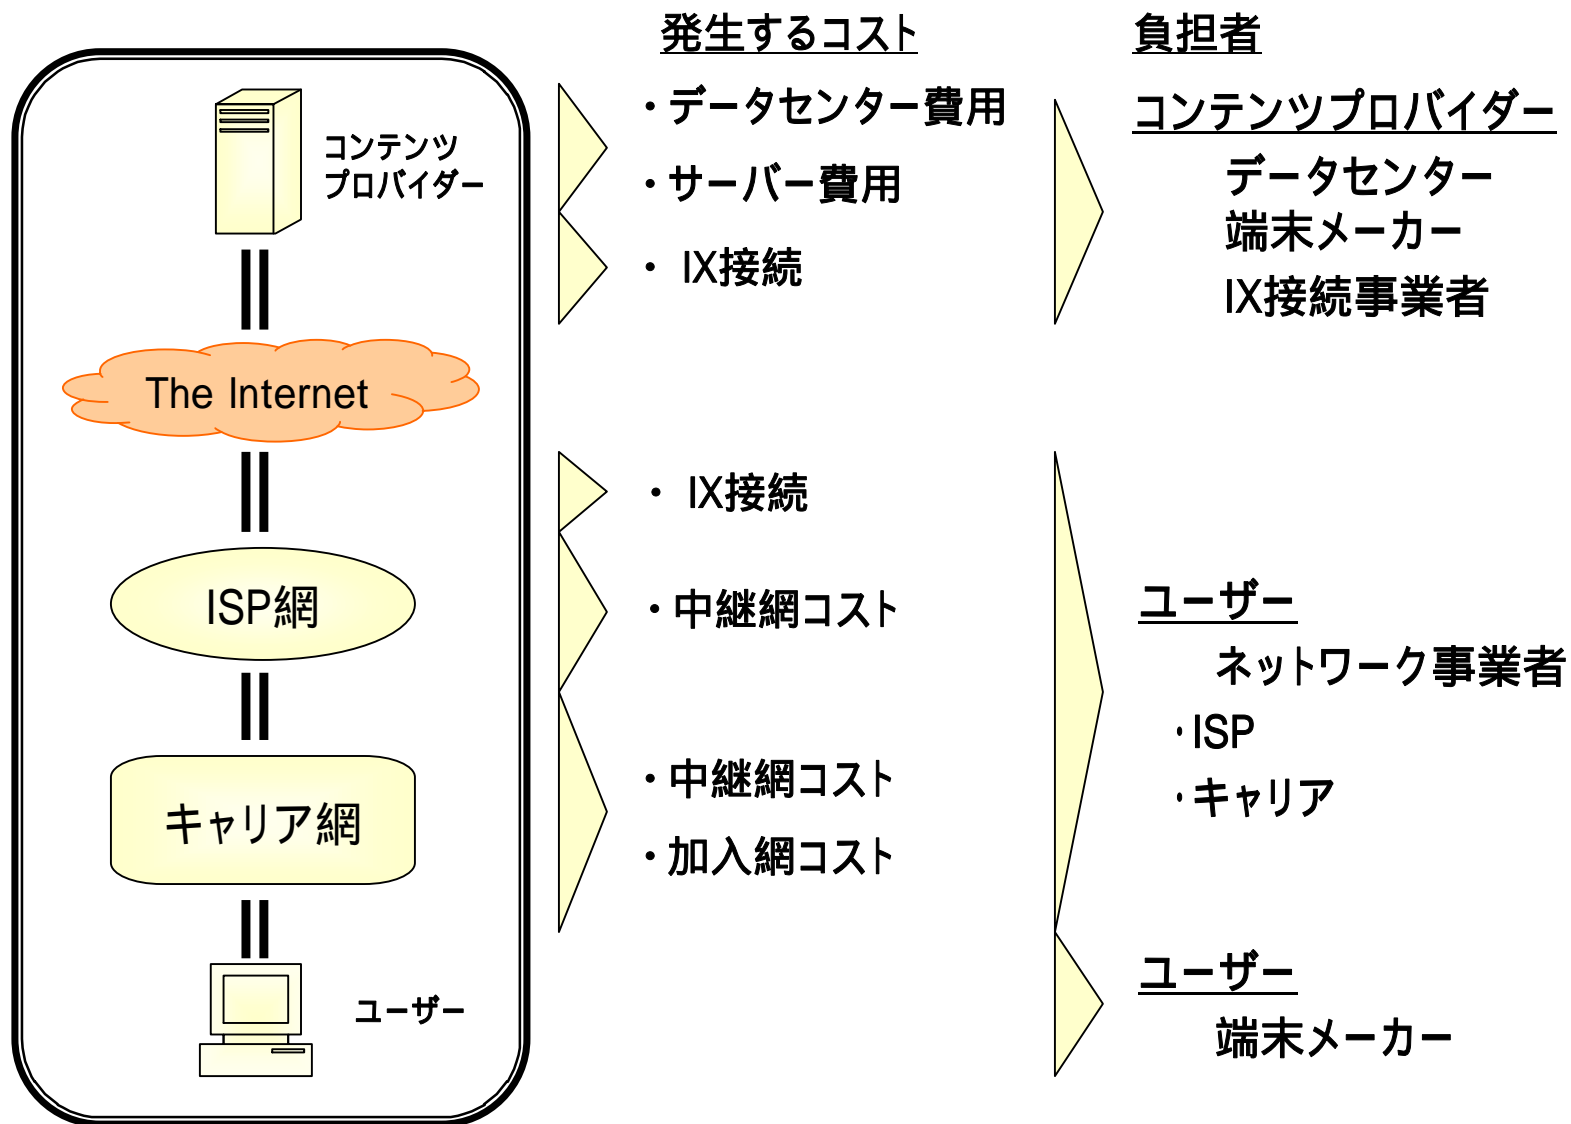 発生するコスト
負担者
コンテンツ
プロバイダー
・データセンター費用
・サーバー費用
・ IX接続
コンテンツプロバイダー
データセンター
端末メーカー
IX接続事業者
The Internet
・ IX接続
ISP網
・中継網コスト
ユーザー
ネットワーク事業者
・ISP
・キャリア
キャリア網
・中継網コスト
・加入網コスト
ユーザー
ユーザー
端末メーカー